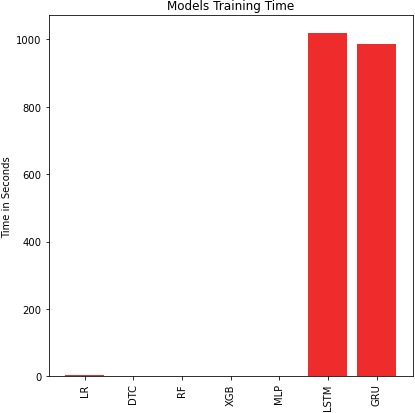 Models Training Time
Time in Seconds
1000
800
600
400
200
0
LR
DTC
RF
XGB
MLP
LSTM
GRU